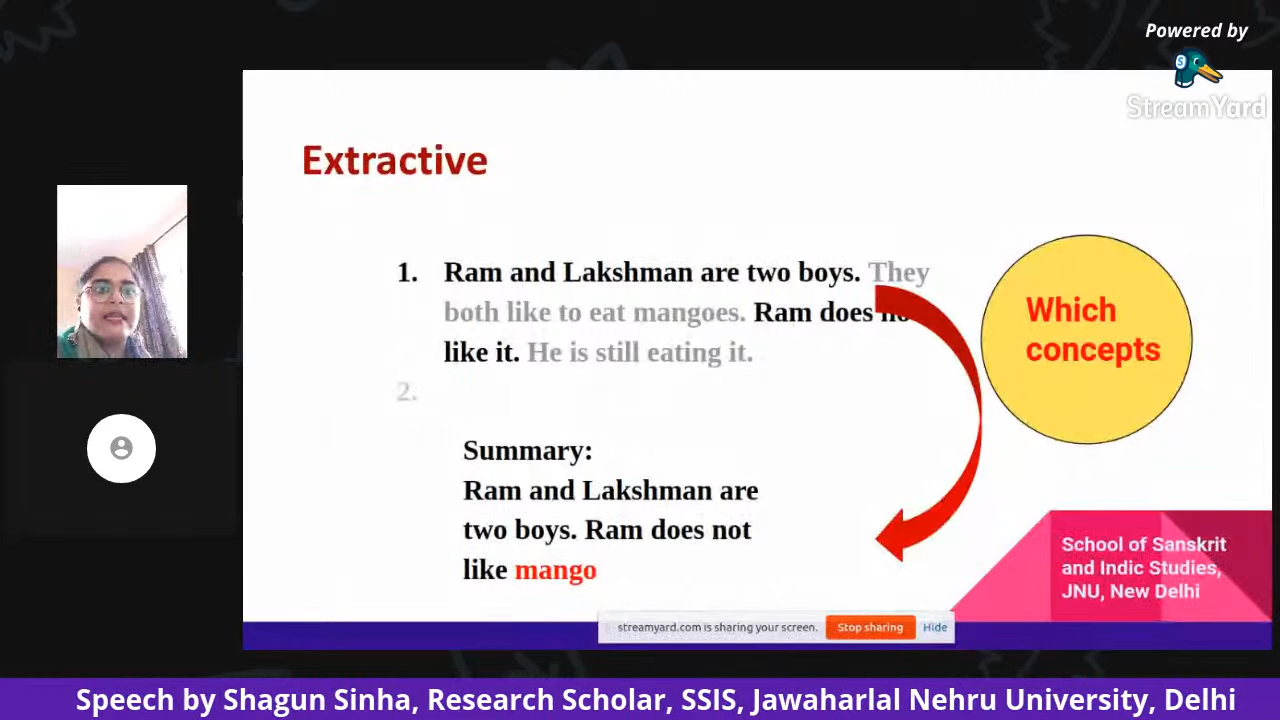 Powered by
StreamYard
Extractive
1. Ram and Lakshman are two boys. They
both like to eat mangoes. Ram does
like it. He is still eating it.
2.
Which
concepts
Summary:
Ram and Lakshman are
two boys. Ram does not
like mango
School of Sanskrit
and Indic Studies,
JNU, New Delhi
streamyard.com is sharing your screen. Stop sharing Hide
Speech by Shagun Sinha, Research Scholar, SSIS, Jawaharlal Nehru University, Delhi